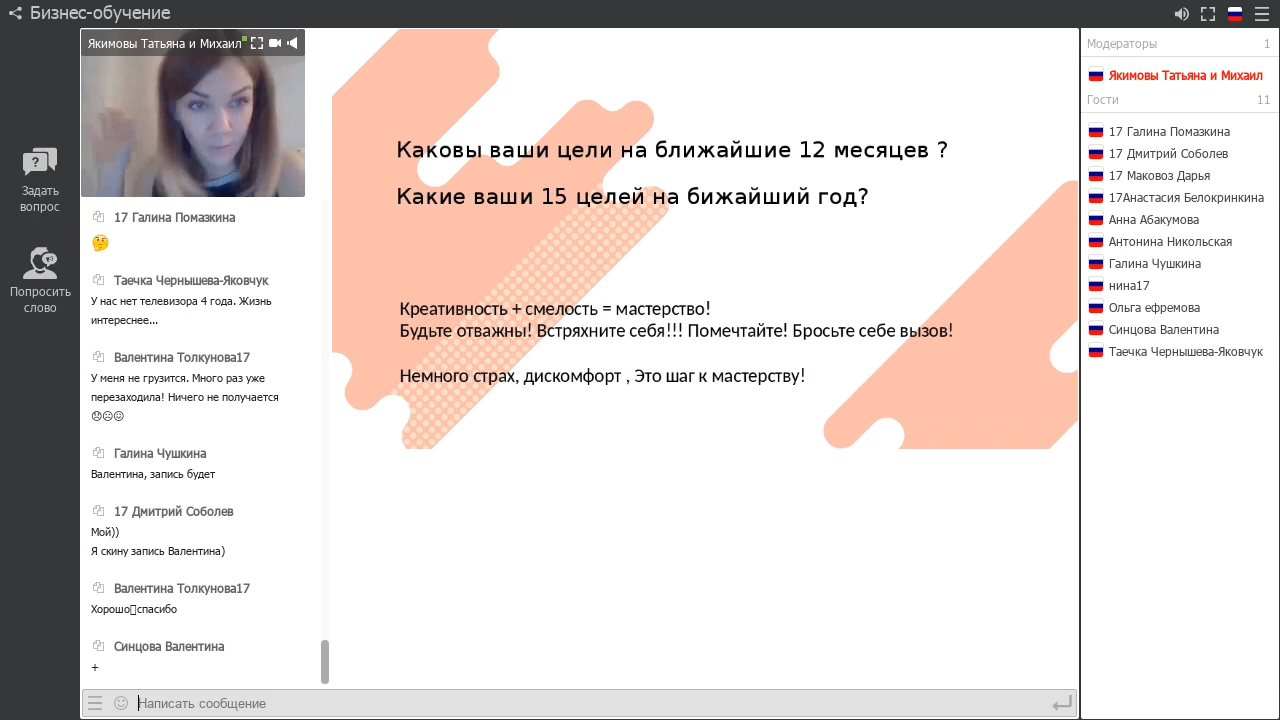 Бизнес-обучение
Якимовы Татьяна и Михаил
Задать
вопрос
Попросить
слово
17 Галина Помазкина
Таечка Чернышева-Яковчук
У нас нет телевизора 4 года. Жизнь
интереснее...
Валентина Толкунова17
У меня не грузится. Много раз уже
перезаходила! Ничего не получается
Галина Чушкина
Валентина, запись будет
17 Дмитрий Соболев
Мой))
Я скину запись Валентина)
Валентина Толкунова17
Хорошо спасибо
Синцова Валентина
+
Написать сообщение
Каковы ваши цели на ближайшие 12 месяцев ?
Какие ваши 15 целей на бижайший год?
Креативность + смелость = мастерство!
Будьте отважны! Встряхните себя!!! Помечтайте! Бросьте себе вызов!
Немного страх, дискомфорт , Это шаг к мастерству!
Модераторы 1
Якимовы Татьяна и Михаил
Гости 11
17 Галина Помазкина
17 Дмитрий Соболев
17 Маковоз Дарья
17Анастасия Белокринкина
Анна Абакумова
Антонина Никольская
Галина Чушкина
нина17
Ольга ефремова
Синцова Валентина
Таечка Чернышева-Яковчук